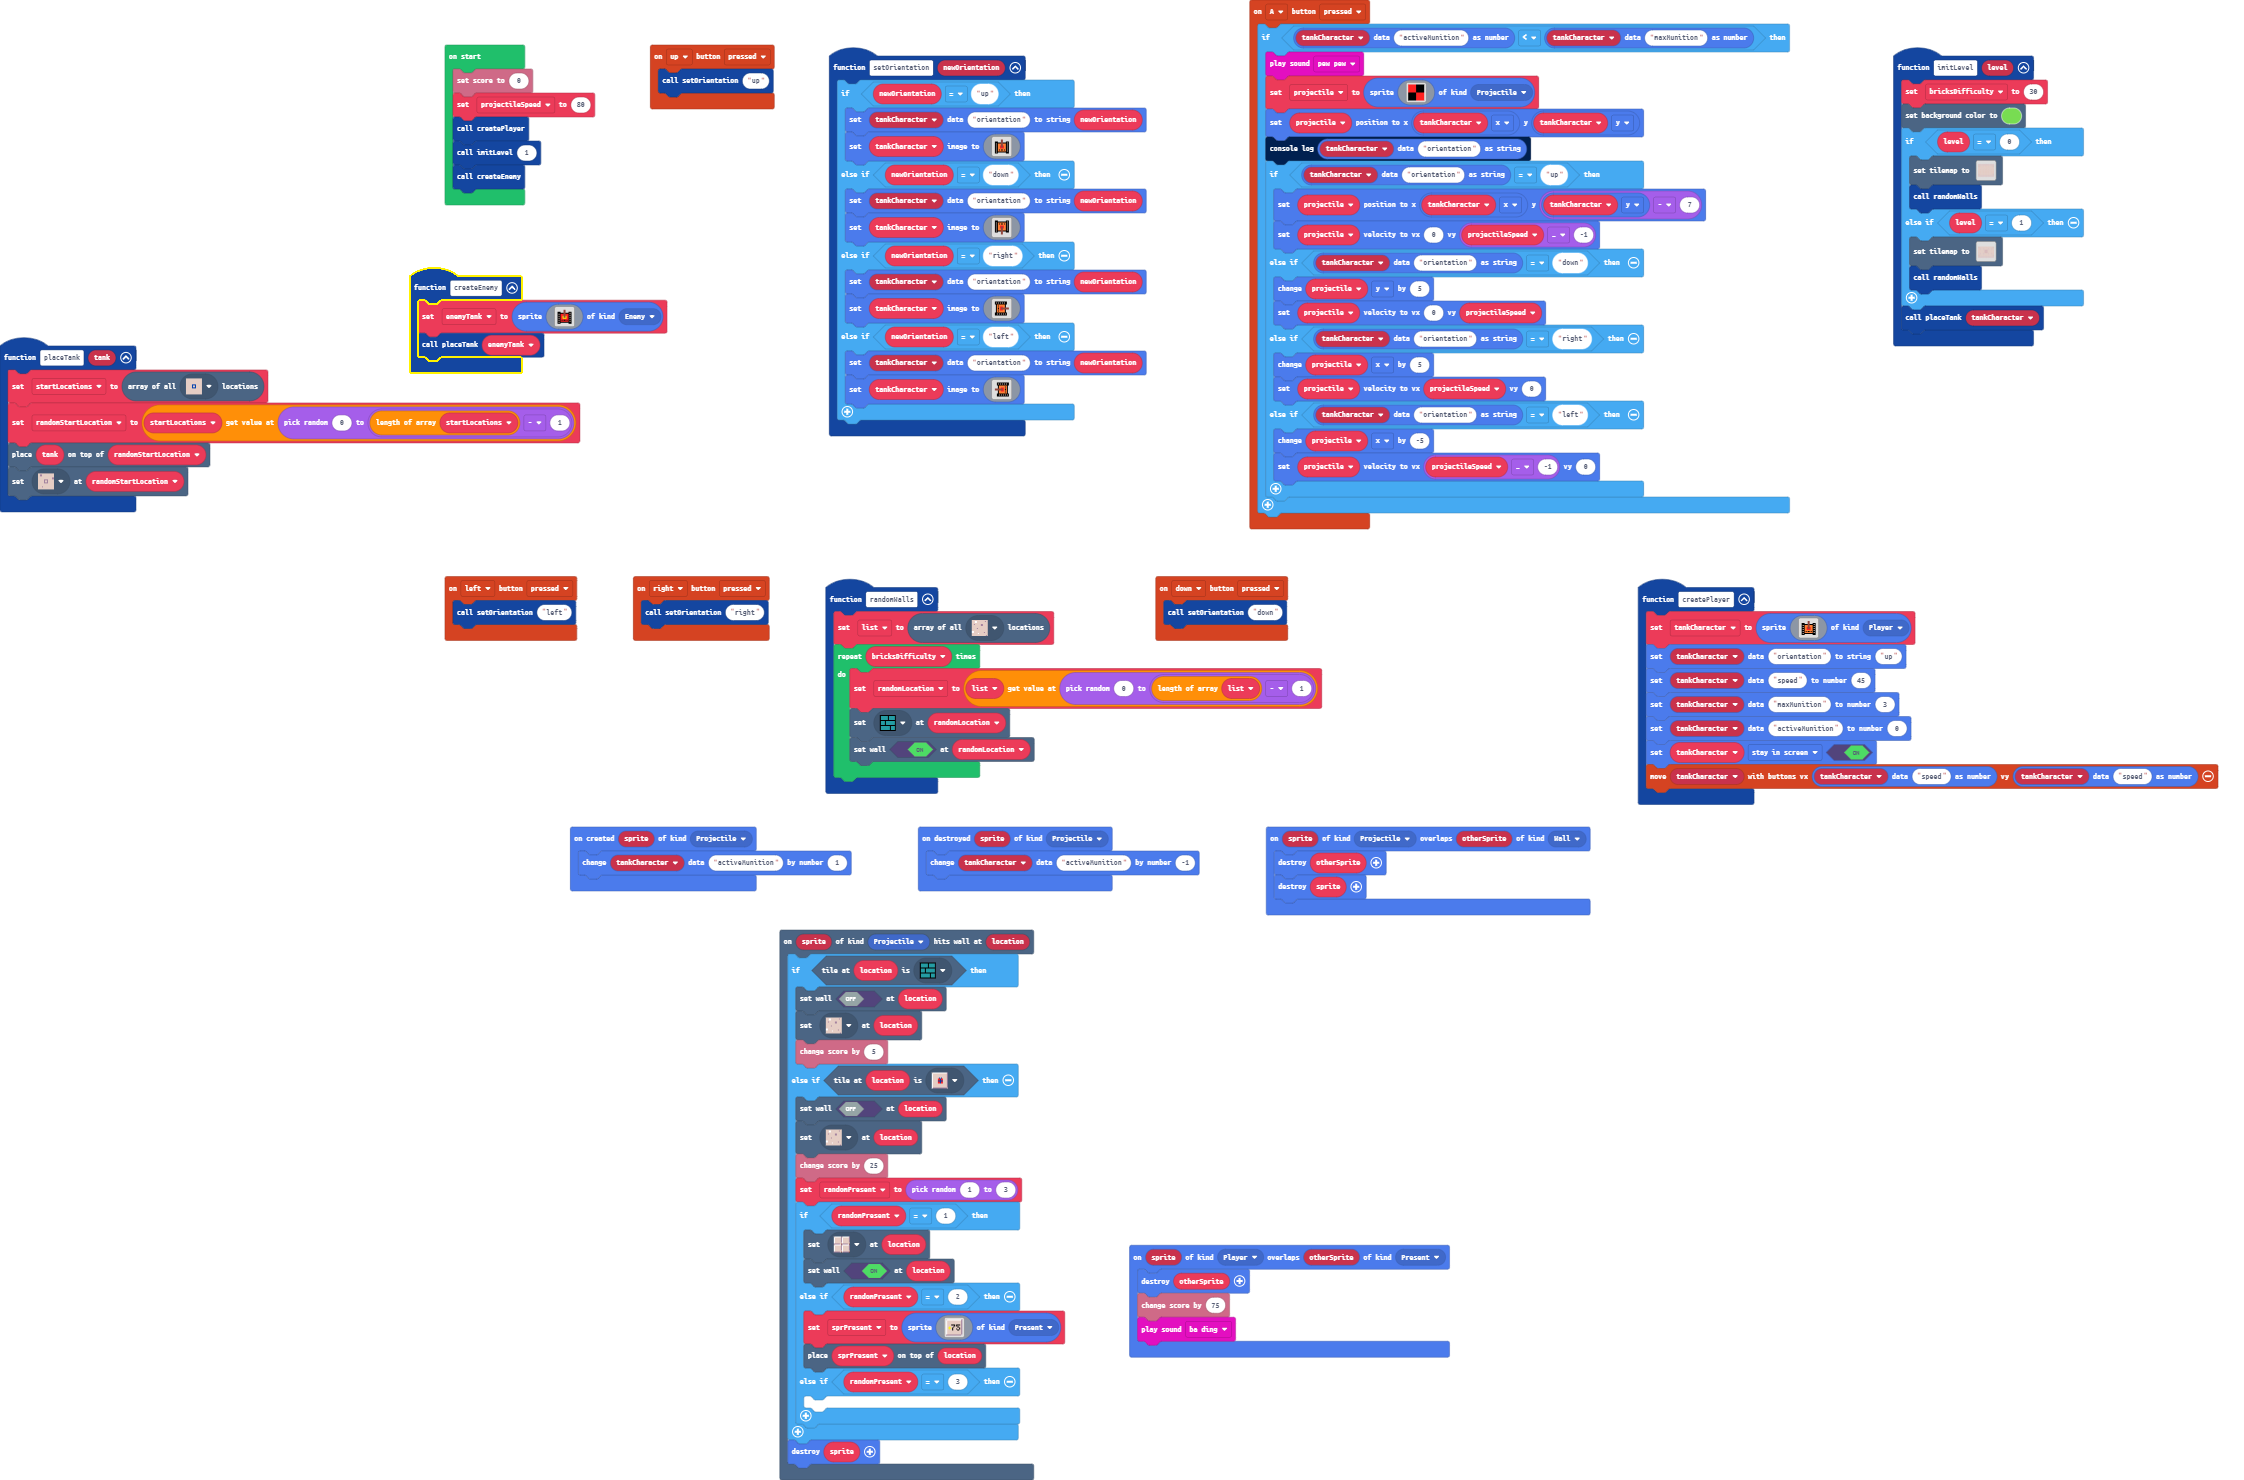 on start
set score to 0
set projectileSpeed to 80
call createPlayer
call initLevel 1
call createEnemy
on up button pressed
call setOrientation "up"
function setOrientation newOrientation
if newOrientation = "up" then
set tankCharacter data "orientation" to string newOrientation
set tankCharacter image to
else if newOrientation = "down" then
set tankCharacter data "orientation" to string newOrientation
set tankCharacter image to
else if newOrientation = "right" then
set tankCharacter data "orientation" to string newOrientation
set tankCharacter image to
else if newOrientation = "left" then
set tankCharacter data "orientation" to string newOrientation
set tankCharacter image to
on A button pressed
if tankCharacter data "activeMunition" as number < tankCharacter data "maxMunition" as number then
play sound pew pew
set projectile to sprite of kind Projectile
set projectile position to x tankCharacter x y tankCharacter y
console log tankCharacter data "orientation" as string
if tankCharacter data "orientation" as string = "up" then
set projectile position to x tankCharacter x y tankCharacter y - 7
set projectile velocity to vx 0 vy projectileSpeed - -1
else if tankCharacter data "orientation" as string = "down" then
change projectile y by 5
set projectile velocity to vx 0 vy projectileSpeed
else if tankCharacter data "orientation" as string = "right" then
change projectile x by 5
set projectile velocity to vx projectileSpeed vy 0
else if tankCharacter data "orientation" as string = "left" then
change projectile x by -5
set projectile velocity to vx projectileSpeed - -1 vy 0
function initLevel level
set bricksDifficulty to 30
set background color to
if level = 0 then
set tilemap to
call randomWalls
else if level = 1 then
set tilemap to
call randomWalls
call placeTank tankCharacter
function createEnemy
set enemyTank to sprite of kind Enemy
call placeTank enemyTank
function placeTank tank
set startLocations to array of all locations
set randomStartLocation to startLocations get value at pick random 0 to length of array startLocations - 1
place tank on top of randomStartLocation
set at randomStartLocation
on left button pressed
call setOrientation "left"
on right button pressed
call setOrientation "right"
function randomWalls
set list to array of all locations
repeat bricksDifficulty times
do
set randomLocation to list get value at pick random 0 to length of array list - 1
set at randomLocation
set wall ON at randomLocation
on down button pressed
call setOrientation "down"
function createPlayer
set tankCharacter to sprite of kind Player
set tankCharacter data "orientation" to string "up"
set tankCharacter data "speed" to number 45
set tankCharacter data "maxMunition" to number 3
set tankCharacter data "activeMunition" to number 0
set tankCharacter stay in screen ON
move tankCharacter with buttons vx tankCharacter data "speed" as number vy tankCharacter data "speed" as number
on created sprite of kind Projectile
change tankCharacter data "activeMunition" by number 1
on destroyed sprite of kind Projectile
change tankCharacter data "activeMunition" by number -1
on sprite of kind Projectile overlaps otherSprite of kind Wall
destroy otherSprite
destroy sprite
on sprite of kind Projectile hits wall at location
if tile at location is then
set wall OFF at location
set at location
change score by 5
else if tile at location is then
set wall OFF at location
set at location
change score by 25
set randomPresent to pick random 1 to 3
if randomPresent = 1 then
set at location
set wall ON at location
else if randomPresent = 2 then
set sprPresent to sprite 75 of kind Present
place sprPresent on top of location
else if randomPresent = 3 then
destroy sprite
on sprite of kind Player overlaps otherSprite of kind Present
destroy otherSprite
change score by 75
play sound ba ding